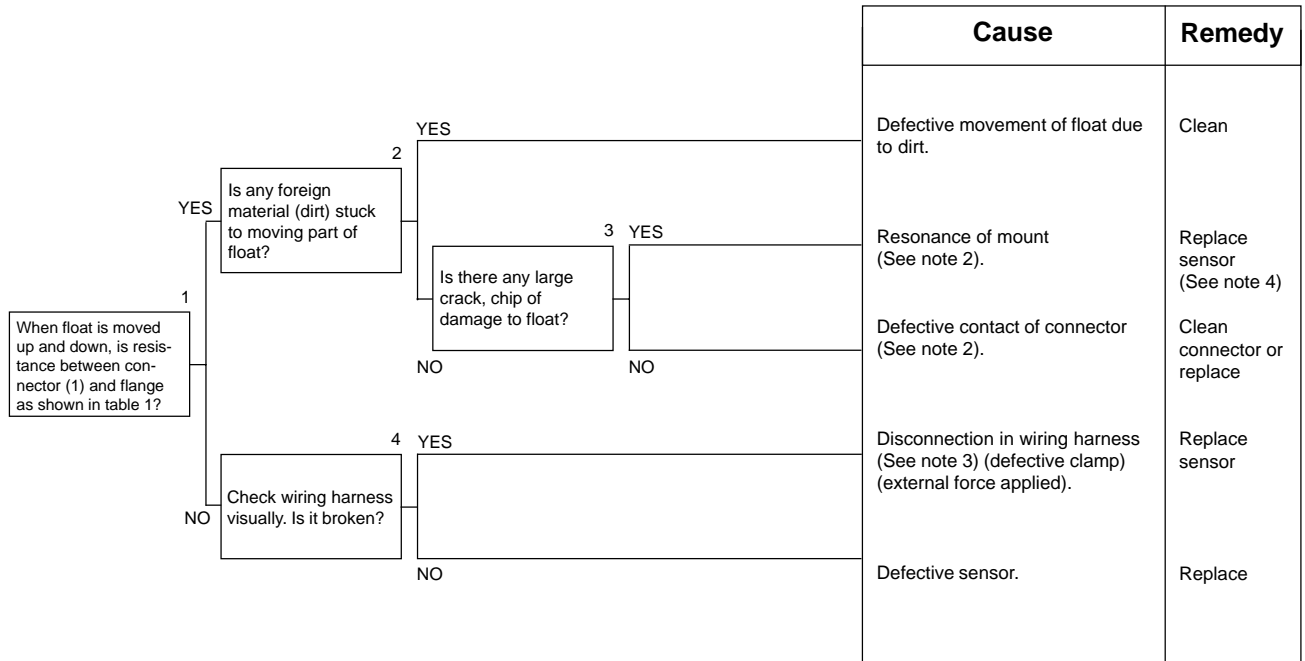 Cause
Remedy
YES
Defective movement of float due
to dirt.
Clean
2
Is any foreign
material (dirt) stuck
to moving part of
float?
YES
3
YES
Resonance of mount
(See note 2).
Replace
sensor
(See note 4)
Is there any large
crack, chip of
damage to float?
1
When float is moved
up and down, is resis-
tance between con-
nector (1) and flange
as shown in table 1?
Defective contact of connector
(See note 2).
Clean
connector or
replace
NO
NO
4
YES
Disconnection in wiring harness
(See note 3) (defective clamp)
(external force applied).
Replace
sensor
Check wiring harness
visually. Is it broken?
NO
NO
Defective sensor.
Replace